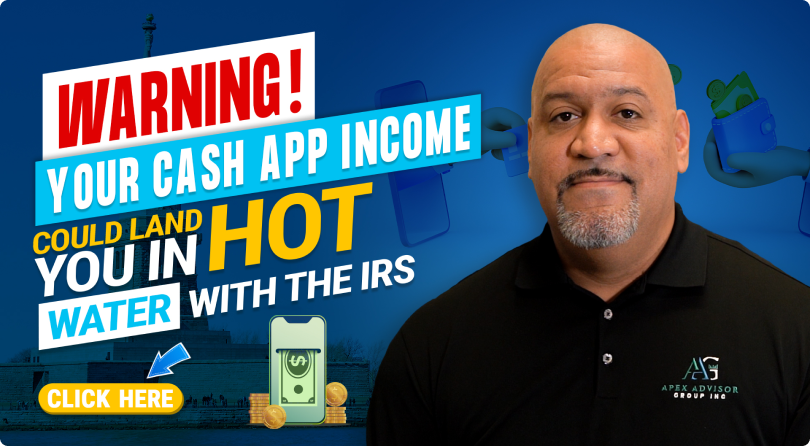 WARNING!
YOUR CASH APP INCOME
COULD LAND
YOU IN HOT
WATER WITH THE IRS
CLICK HERE
AG
APEX ADVISOR
GROUP INC
$